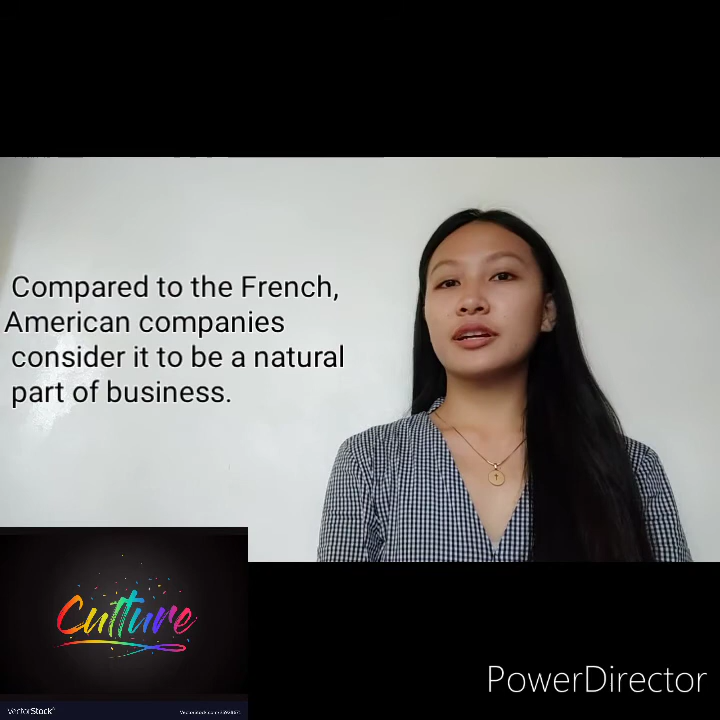 Compared to the French,
American companies
consider it to be a natural
part of business.
Culture
VectorStock®
PowerDirector